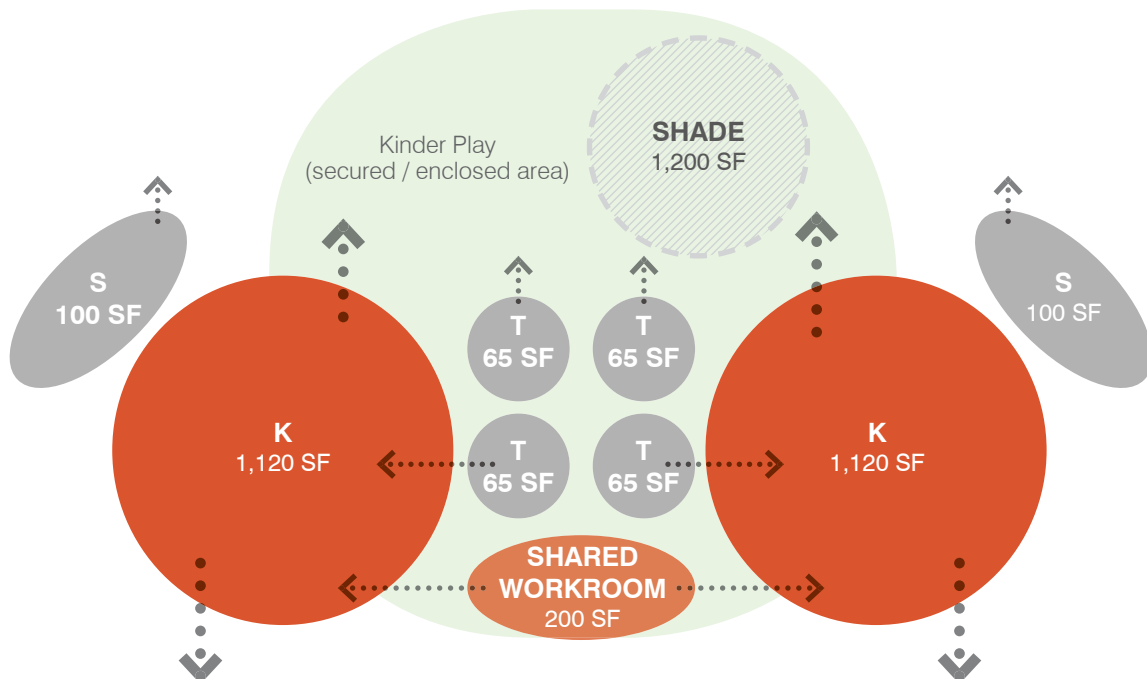 SHADE
1,200 SF
Kinder Play
(secured / enclosed area)
S
100 SF
S
100 SF
T
65 SF
T
65 SF
K
1,120 SF
T
65 SF
T
65 SF
K
1,120 SF
SHARED
WORKROOM
200 SF